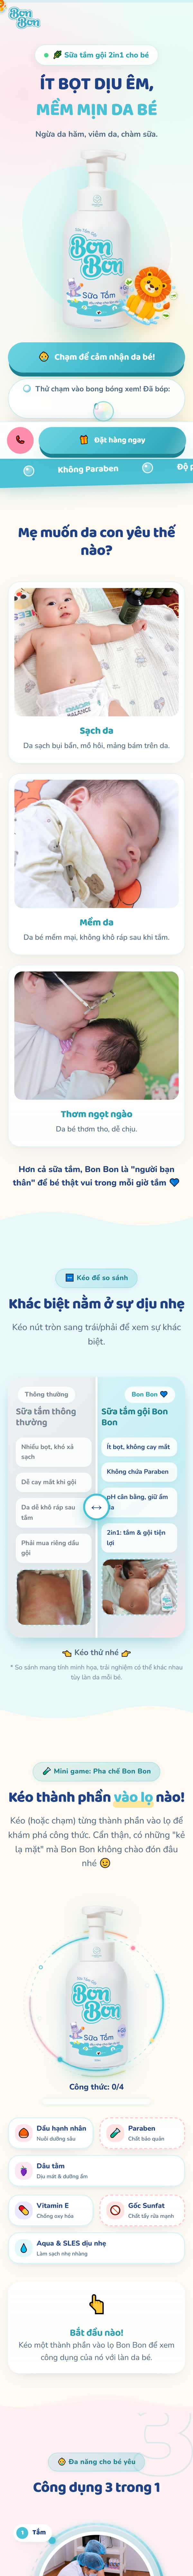 Bon Bon
Sữa tắm gội 2in1 cho bé
ÍT BỌT DỊU ÊM,
MỀM MỊN DA BÉ
Ngừa da hăm, viêm da, chàm sữa.
Bon Bon
Sữa Tắm
Chạm để cảm nhận da bé!
Thử chạm vào bong bóng xem! Đã bóp:
Đặt hàng ngay
Không Paraben
Độ p
Mẹ muốn da con yêu thế
nào?
Sạch da
Da sạch bụi bẩn, mồ hôi, mảng bám trên da.
Mềm da
Da bé mềm mại, không khô ráp sau khi tắm.
Thơm ngọt ngào
Da bé thơm tho, dễ chịu.
Hơn cả sữa tắm, Bon Bon là "người bạn
thân" để bé thật vui trong mỗi giờ tắm
Kéo để so sánh
Khác biệt nằm ở sự dịu nhẹ
Kéo nút tròn sang trái/phải để xem sự khác
biệt.
Thông thường
Sữa tắm thông
thường
Nhiều bọt, khó xả
sạch
Dễ cay mắt khi gội
Da dễ khô ráp sau
tắm
Phải mua riêng dầu
gội
Bon Bon
Sữa tắm gội Bon
Bon
Ít bọt, không cay mắt
Không chứa Paraben
pH cân bằng, giữ ẩm
da
2in1: tắm & gội tiện
lợi
Kéo thử nhé
* So sánh mang tính minh họa, trải nghiệm có thể khác nhau
tùy làn da mỗi bé.
Mini game: Pha chế Bon Bon
Kéo thành phần vào lọ nào!
Kéo (hoặc chạm) từng thành phần vào lọ để
khám phá công dụng. Cẩn thận, có những "kẻ
lạ mặt" mà Bon Bon không chào đón đâu
nhé
Bon Bon
Sữa Tắm
Công thức: 0/4
Dầu hạnh nhân
Nuôi dưỡng sâu
Paraben
Chất bảo quản
Dâu tằm
Dịu mát & dưỡng ẩm
Vitamin E
Chống oxy hóa
Gốc Sunfat
Chất tẩy rửa mạnh
Aqua & SLES dịu nhẹ
Làm sạch nhẹ nhàng
Bắt đầu nào!
Kéo một thành phần vào lọ Bon Bon để xem
công dụng của nó với làn da bé.
3
Đa năng cho bé yêu
Công dụng 3 trong 1
1 Tắm